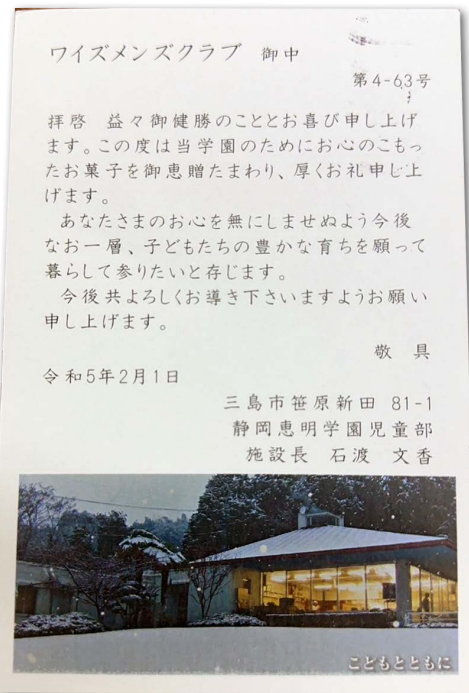 ワイズメンズクラブ 御中
第4-63号
拝啓 益々御健勝のこととお喜び申し上げ
ます。この度は当学園のためにお心のこもっ
たお菓子を御恵贈たまわり、厚くお礼申し上
げます。
あなたさまのお心を無にしませぬよう今後
なお一層、子どもたちの豊かな育ちを願って
暮らして参りたいと存じます。
今後共よろしくお導き下さいますようお願い
申し上げます。
敬 具
令和5年2月1日
三島市笹原新田 81-1
静岡恵明学園児童部
施設長 石渡 文香
こどもとともに